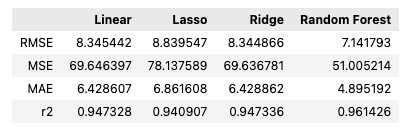 Linear Lasso Ridge Random Forest
RMSE 8.345442 8.839547 8.344866 7.141793
MSE 69.646397 78.137589 69.636781 51.005214
MAE 6.428607 6.861608 6.428862 4.895192
r2 0.947328 0.940907 0.947336 0.961426